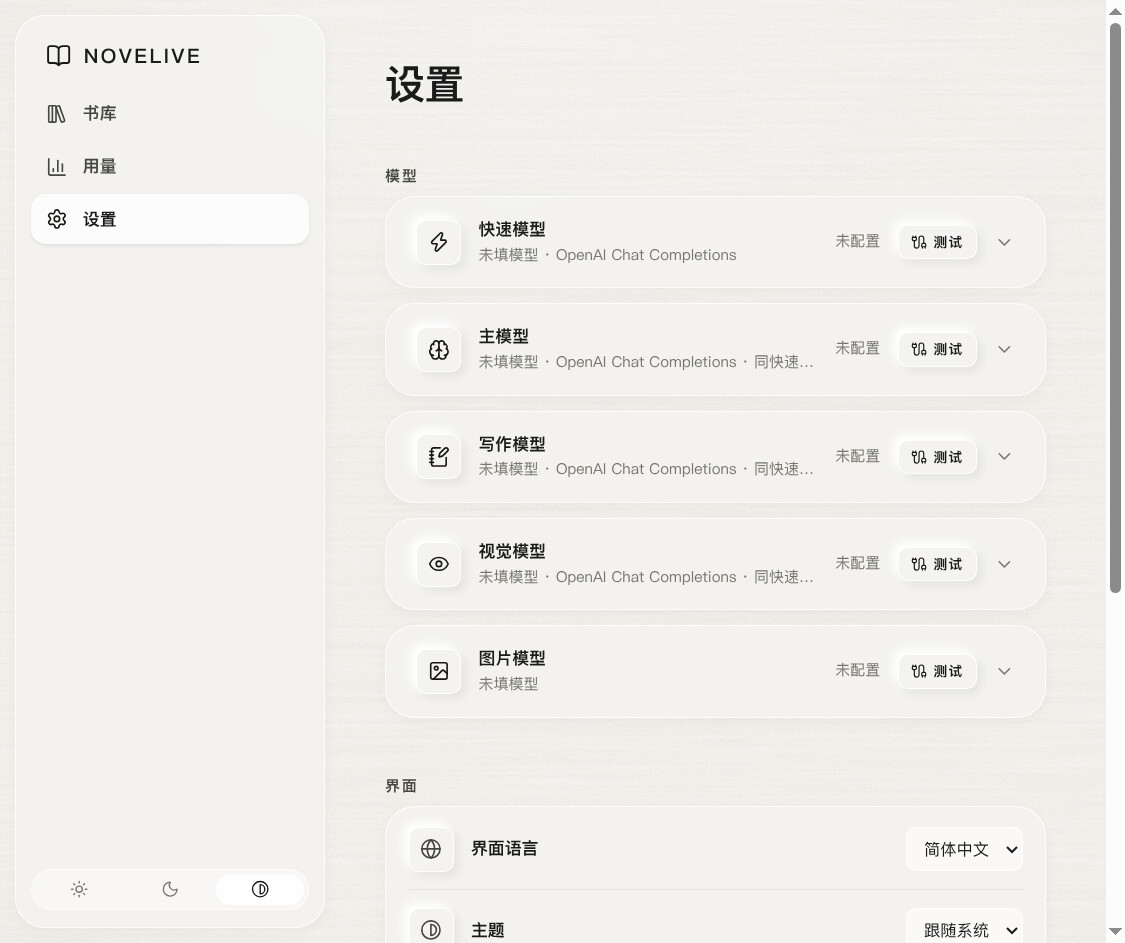 NOVELIVE
书库
用量
设置
设置
模型
快速模型
未填模型 · OpenAI Chat Completions
未配置
测试
主模型
未填模型 · OpenAI Chat Completions · 同快速...
未配置
测试
写作模型
未填模型 · OpenAI Chat Completions · 同快速...
未配置
测试
视觉模型
未填模型 · OpenAI Chat Completions · 同快速...
未配置
测试
图片模型
未填模型
未配置
测试
界面
界面语言
简体中文
主题
跟随系统